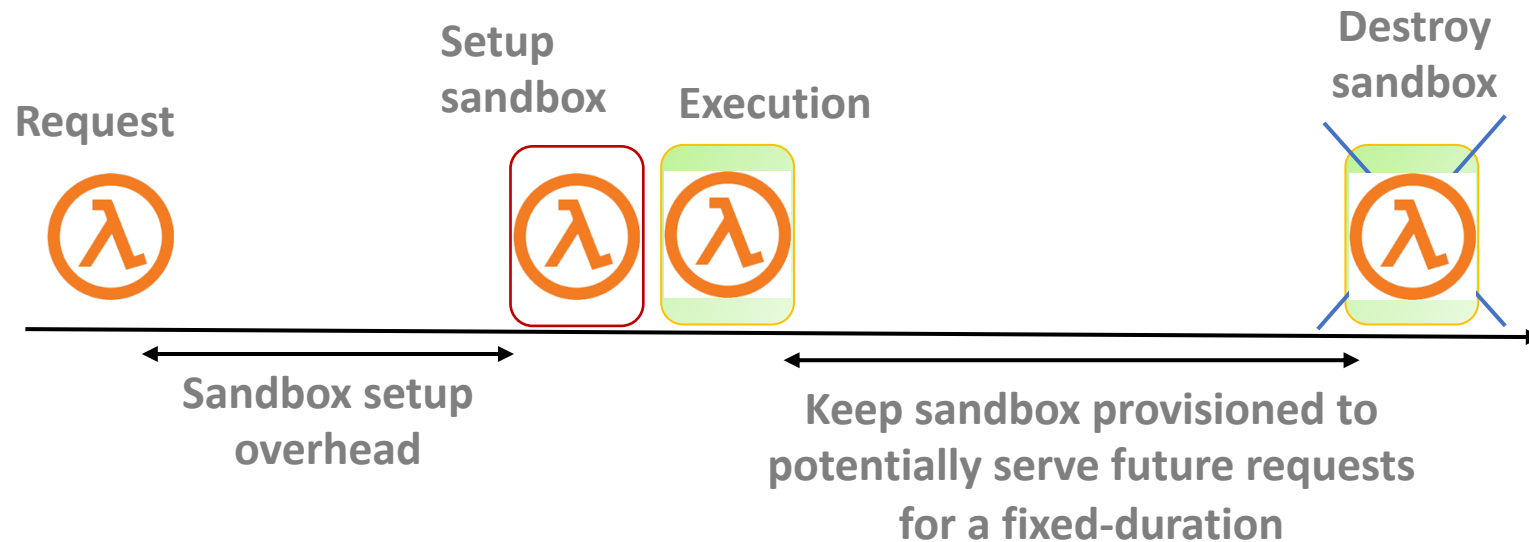 Request
Setup
sandbox
Execution
Destroy
sandbox
Sandbox setup
overhead
Keep sandbox provisioned to
potentially serve future requests
for a fixed-duration